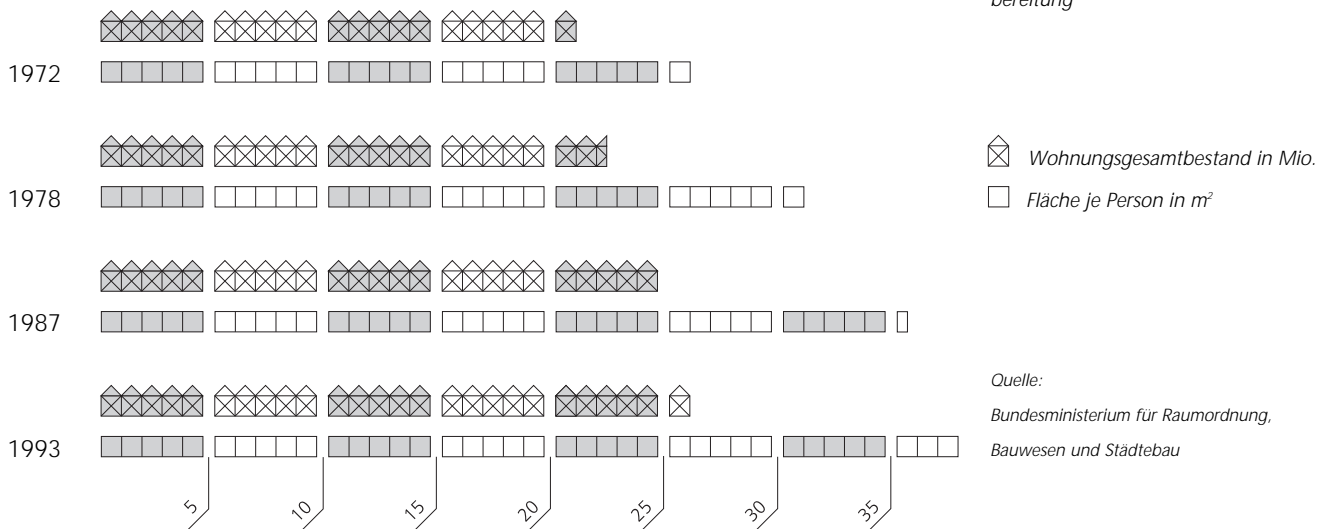 bereitung
1972
1978
Wohnungsgesamtbestand in Mio.
Fläche je Person in m²
1987
1993
Quelle:
Bundesministerium für Raumordnung,
Bauwesen und Städtebau
5 10 15 20 25 30 35